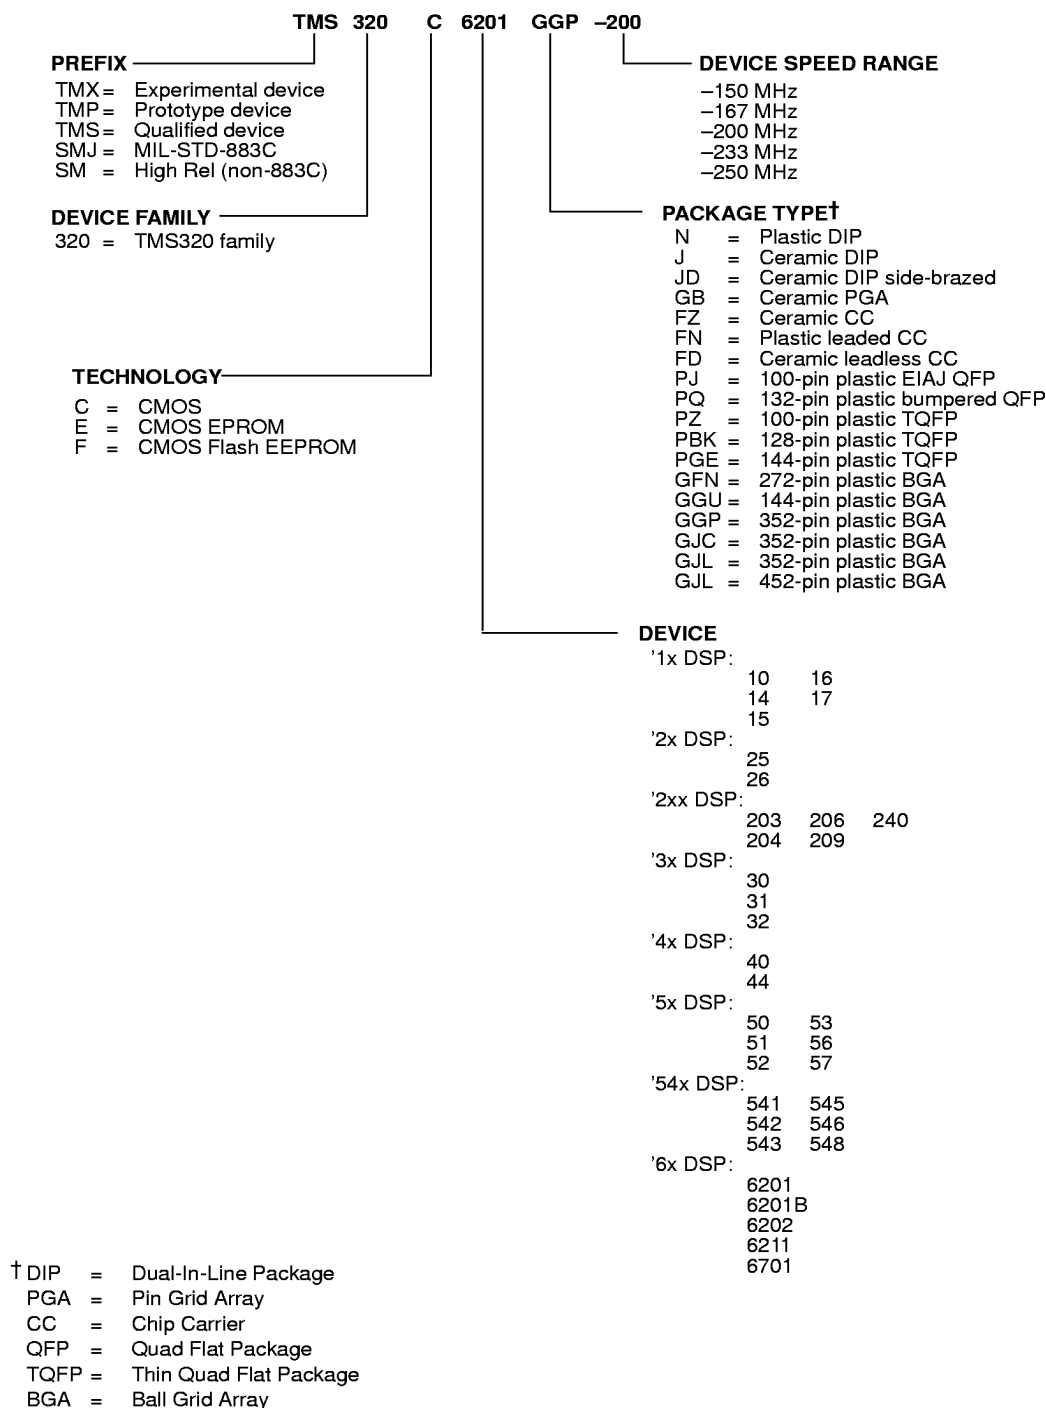 TMS 320 C 6201 GGP –200
PREFIX
TMX = Experimental device
TMP = Prototype device
TMS = Qualified device
SMJ = MIL-STD-883C
SM = High Rel (non-883C)
DEVICE FAMILY
320 = TMS320 family
TECHNOLOGY
C = CMOS
E = CMOS EPROM
F = CMOS Flash EEPROM
DEVICE SPEED RANGE
–150 MHz
–167 MHz
–200 MHz
–233 MHz
–250 MHz
PACKAGE TYPE†
N = Plastic DIP
J = Ceramic DIP
JD = Ceramic DIP side-brazed
GB = Ceramic PGA
FZ = Ceramic CC
FN = Plastic leaded CC
FD = Ceramic leadless CC
PJ = 100-pin plastic EIAJ QFP
PQ = 132-pin plastic bumpered QFP
PZ = 100-pin plastic TQFP
PBK = 128-pin plastic TQFP
PGE = 144-pin plastic TQFP
GFN = 272-pin plastic BGA
GGU = 144-pin plastic BGA
GGP = 352-pin plastic BGA
GJC = 352-pin plastic BGA
GJL = 352-pin plastic BGA
GJL = 452-pin plastic BGA
DEVICE
’1x DSP:
10 16
14 17
15
’2x DSP:
25
26
’2xx DSP:
203 206 240
204 209
’3x DSP:
30
31
32
’4x DSP:
40
44
’5x DSP:
50 53
51 56
52 57
’54x DSP:
541 545
542 546
543 548
’6x DSP:
6201
6201B
6202
6211
6701
† DIP = Dual-In-Line Package
PGA = Pin Grid Array
CC = Chip Carrier
QFP = Quad Flat Package
TQFP = Thin Quad Flat Package
BGA = Ball Grid Array